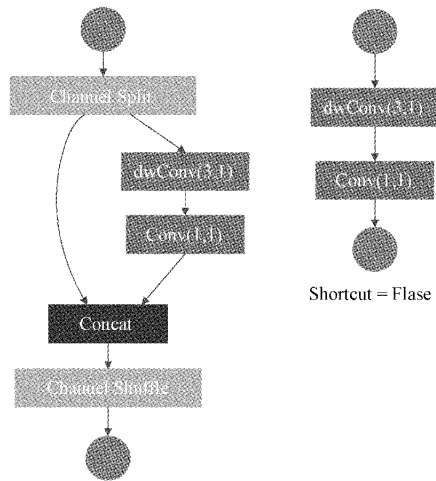 Channel Split
dwConv(3,1)
Conv(1,1)
Concat
Channel Shuffle
dwConv(3,1)
Conv(1,1)
Shortcut = Flase